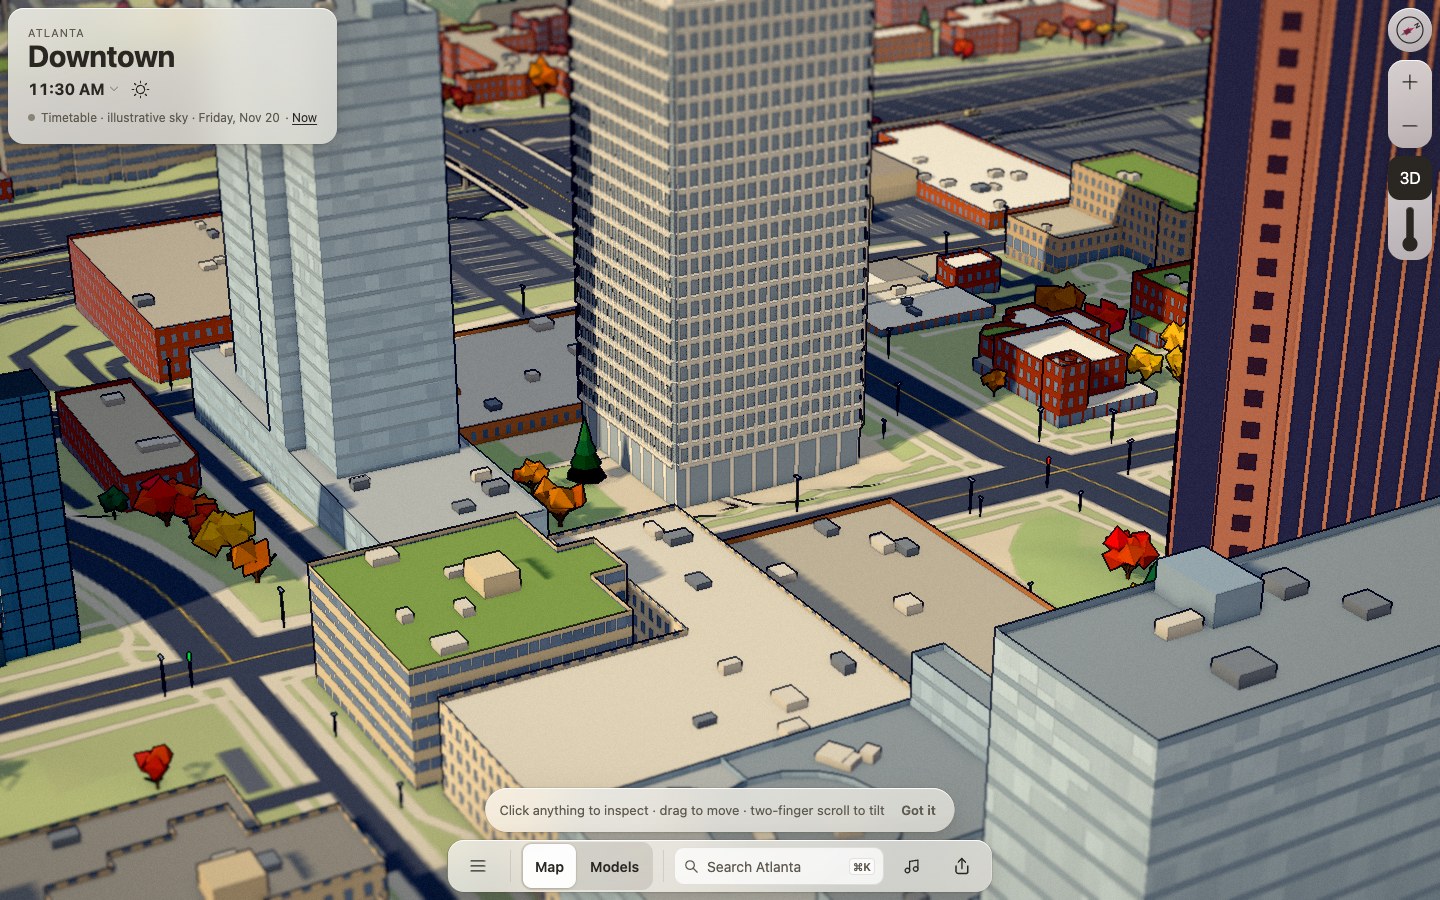 ATLANTA
Downtown
11:30 AM
Timetable · illustrative sky · Friday, Nov 20 · Now
N
3D
Click anything to inspect · drag to move · two-finger scroll to tilt Got it
Map Models Search Atlanta ⌘K